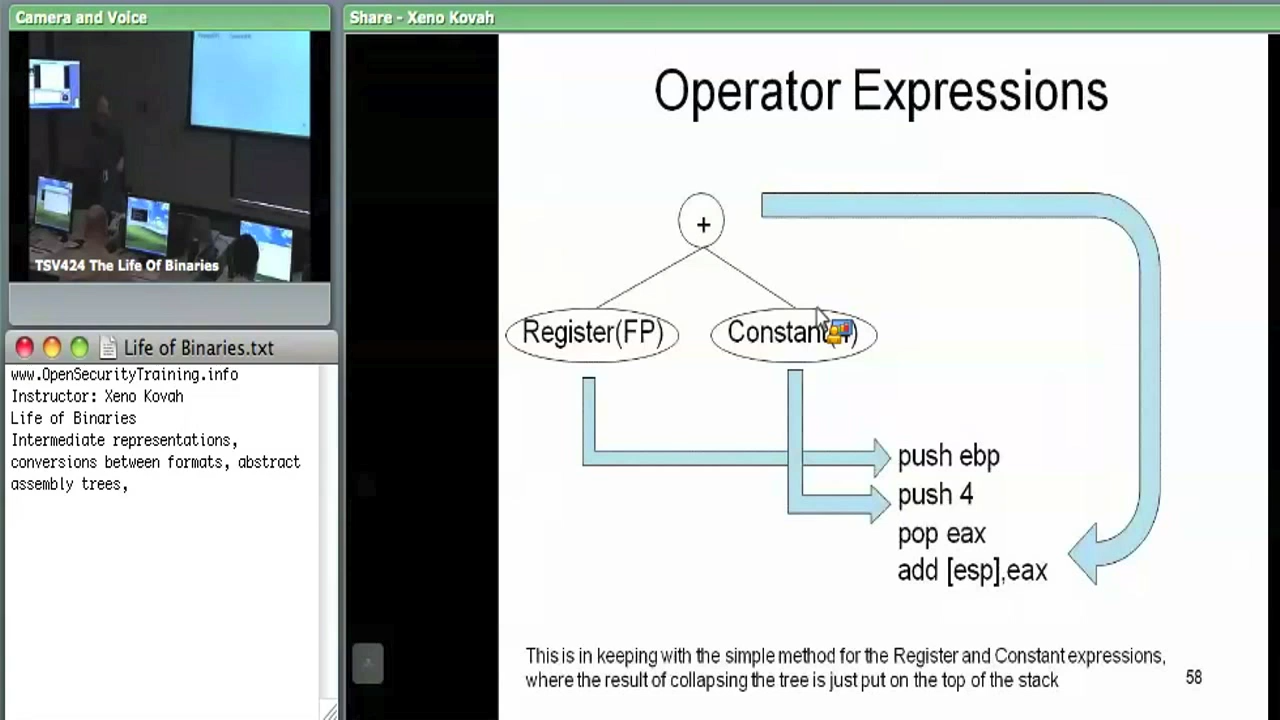 Camera and Voice
TSV424 The Life Of Binaries
Life of Binaries.txt
www.OpenSecurityTraining.info
Instructor: Xeno Kovah
Life of Binaries
Intermediate representations,
conversions between formats, abstract
assembly trees,
Share - Xeno Kovah
Operator Expressions
+
Register(FP)
push ebp
push 4
pop eax
add [esp],eax
This is in keeping with the simple method for the Register and Constant expressions,
where the result of collapsing the tree is just put on the top of the stack
58